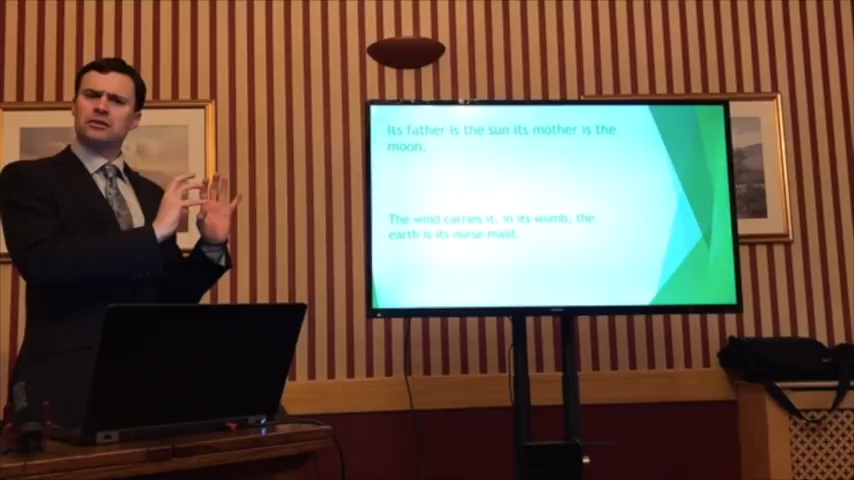 Its father is the sun its mother is the
moon.
The wind carries it, in its womb, the
earth is its nurse-maid.